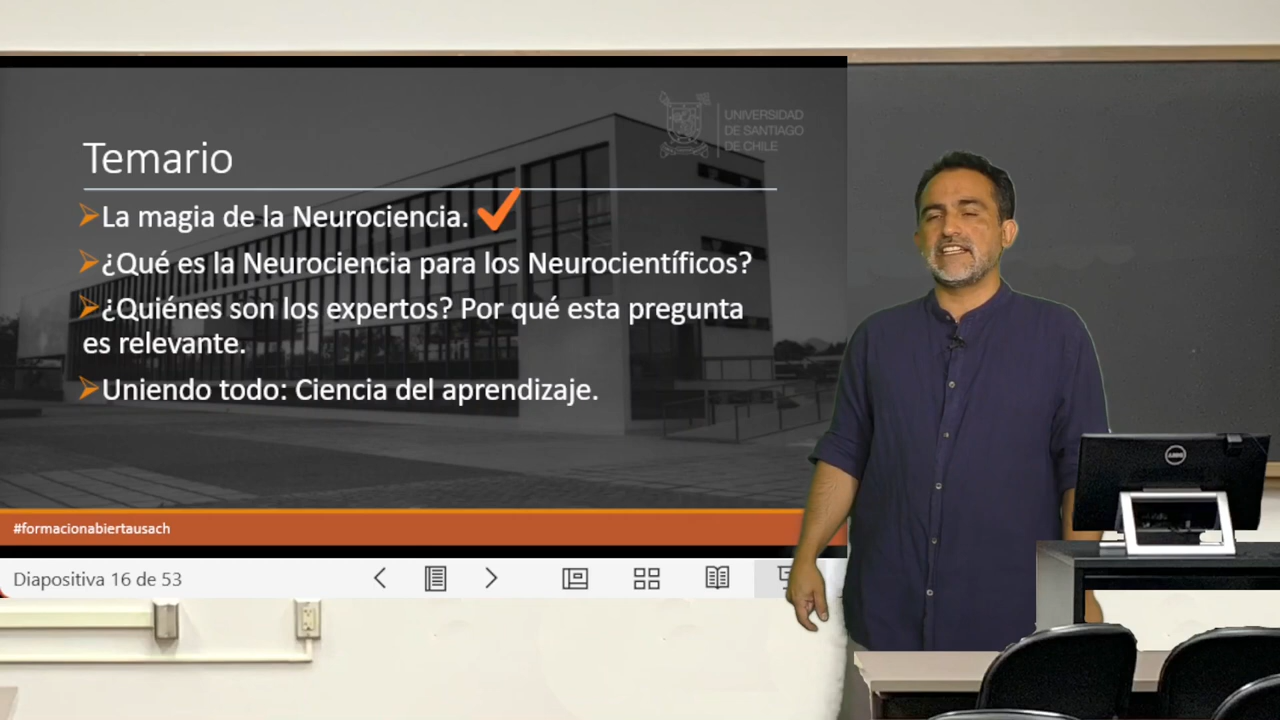 UNIVERSIDAD
DE SANTIAGO
DE CHILE
Temario
La magia de la Neurociencia.
¿Qué es la Neurociencia para los Neurocientíficos?
¿Quiénes son los expertos? Por qué esta pregunta
es relevante.
Uniendo todo: Ciencia del aprendizaje.
#formacionabiertausach
Diapositiva 16 de 53
DELL